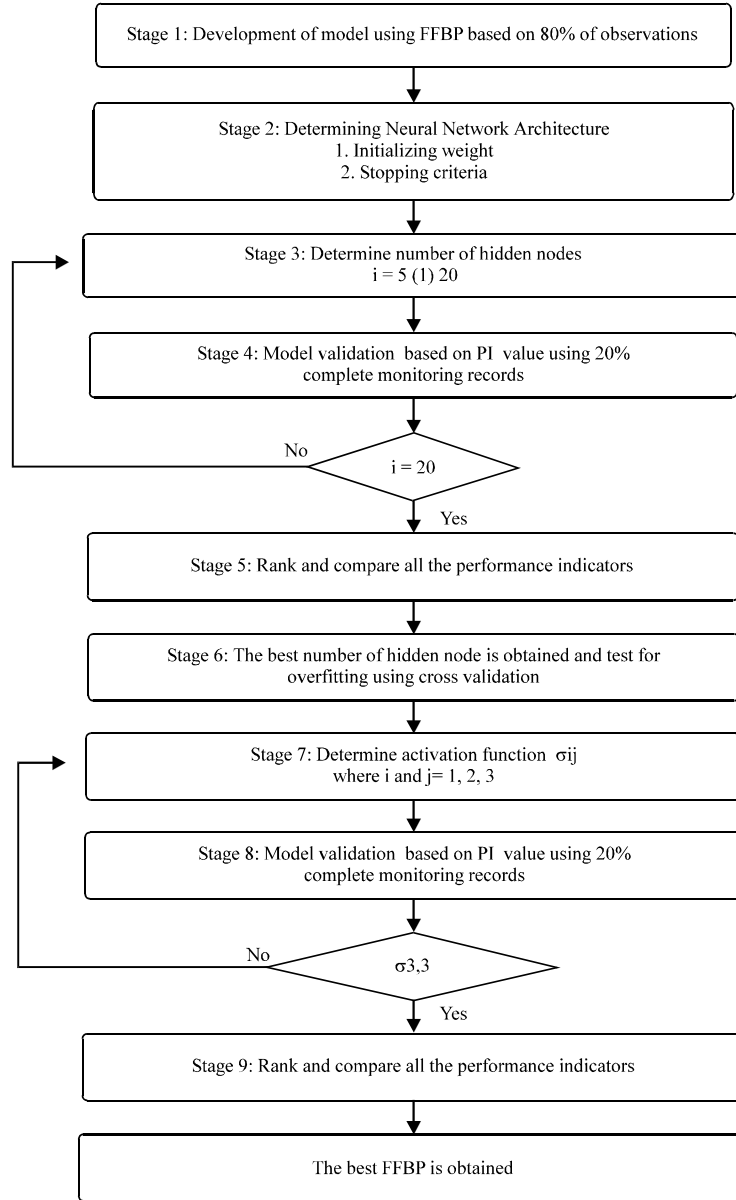 Stage 1: Development of model using FFBP based on 80% of observations
Stage 2: Determining Neural Network Architecture
1. Initializing weight
2. Stopping criteria
Stage 3: Determine number of hidden nodes
i = 5 (1) 20
Stage 4: Model validation based on PI value using 20%
complete monitoring records
No
i = 20
Yes
Stage 5: Rank and compare all the performance indicators
Stage 6: The best number of hidden node is obtained and test for
overfitting using cross validation
Stage 7: Determine activation function σij
where i and j= 1, 2, 3
Stage 8: Model validation based on PI value using 20%
complete monitoring records
No
σ3,3
Yes
Stage 9: Rank and compare all the performance indicators
The best FFBP is obtained